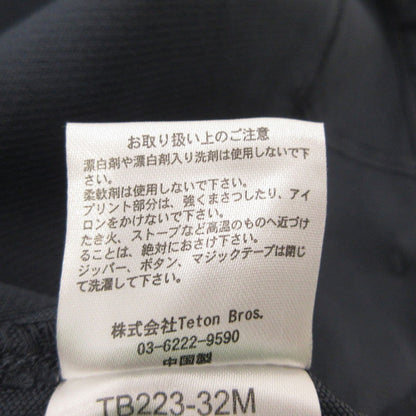 お取り扱い上のご注意
漂白剤や漂白剤入り洗剤は使用しないで下
さい。
柔軟剤は使用しないで下さい。
プリント部分は、強くまさつしたり、アイ
ロンをかけないで下さい。
たき火、ストーブなど高温のものへ近づけ
ることは、絶対にお避け下さい。
ジッパー、ボタン、マジックテープは閉じ
て洗濯して下さい。
株式会社Teton Bros.
03-6222-9590
中国製
TB223-32M